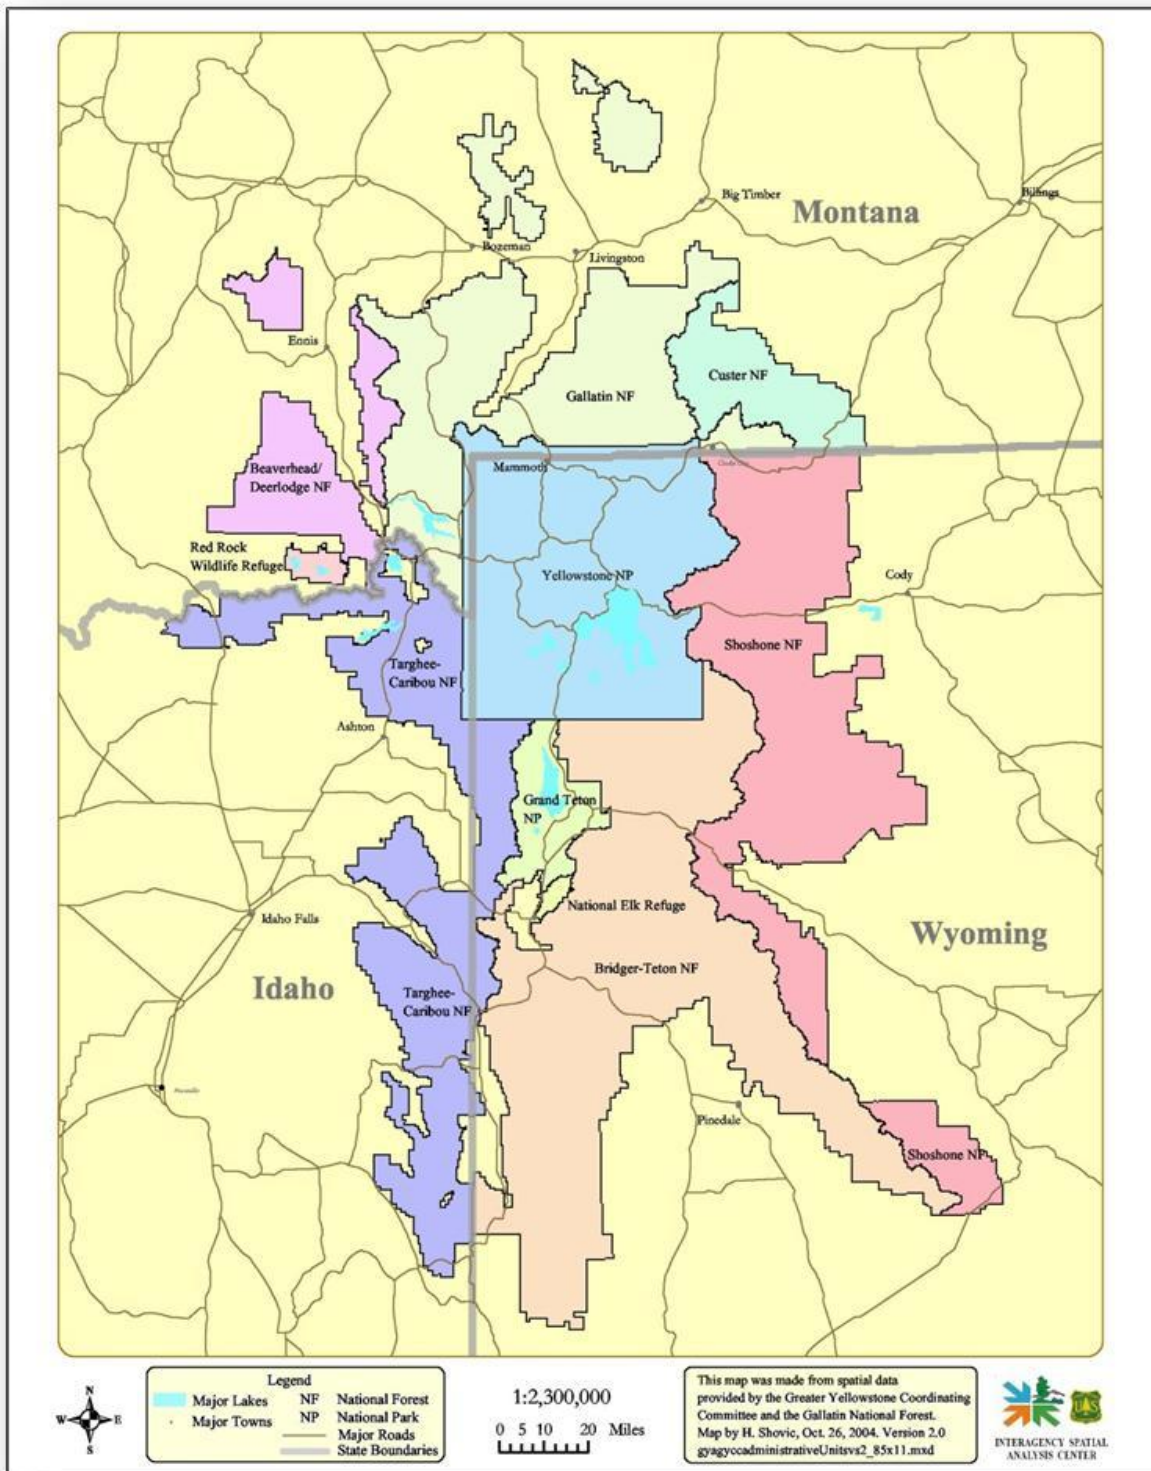 Big Timber
Billings
Montana
Bozeman
Livingston
Ennis
Custer NF
Gallatin NF
Mammoth
Beaverhead/
Deerlodge NF
Red Rock
Wildlife Refuge
Yellowstone NP
Cody
Shoshone NF
Targhee-
Caribou NF
Ashton
Grand Teton
NP
National Elk Refuge
Idaho Falls
Wyoming
Idaho
Bridger-Teton NF
Targhee-
Caribou NF
Pinedale
Shoshone NF
N
W
E
S
Legend
Major Lakes
NF National Forest
Major Towns
NP National Park
Major Roads
State Boundaries
1:2,300,000
0 5 10 20 Miles
This map was made from spatial data
provided by the Greater Yellowstone Coordinating
Committee and the Gallatin National Forest.
Map by H. Shovic, Oct. 26, 2004. Version 2.0
gyagyccadministrativeUnitsvs2_85x11.mxd
INTERAGENCY SPATIAL
ANALYSIS CENTER